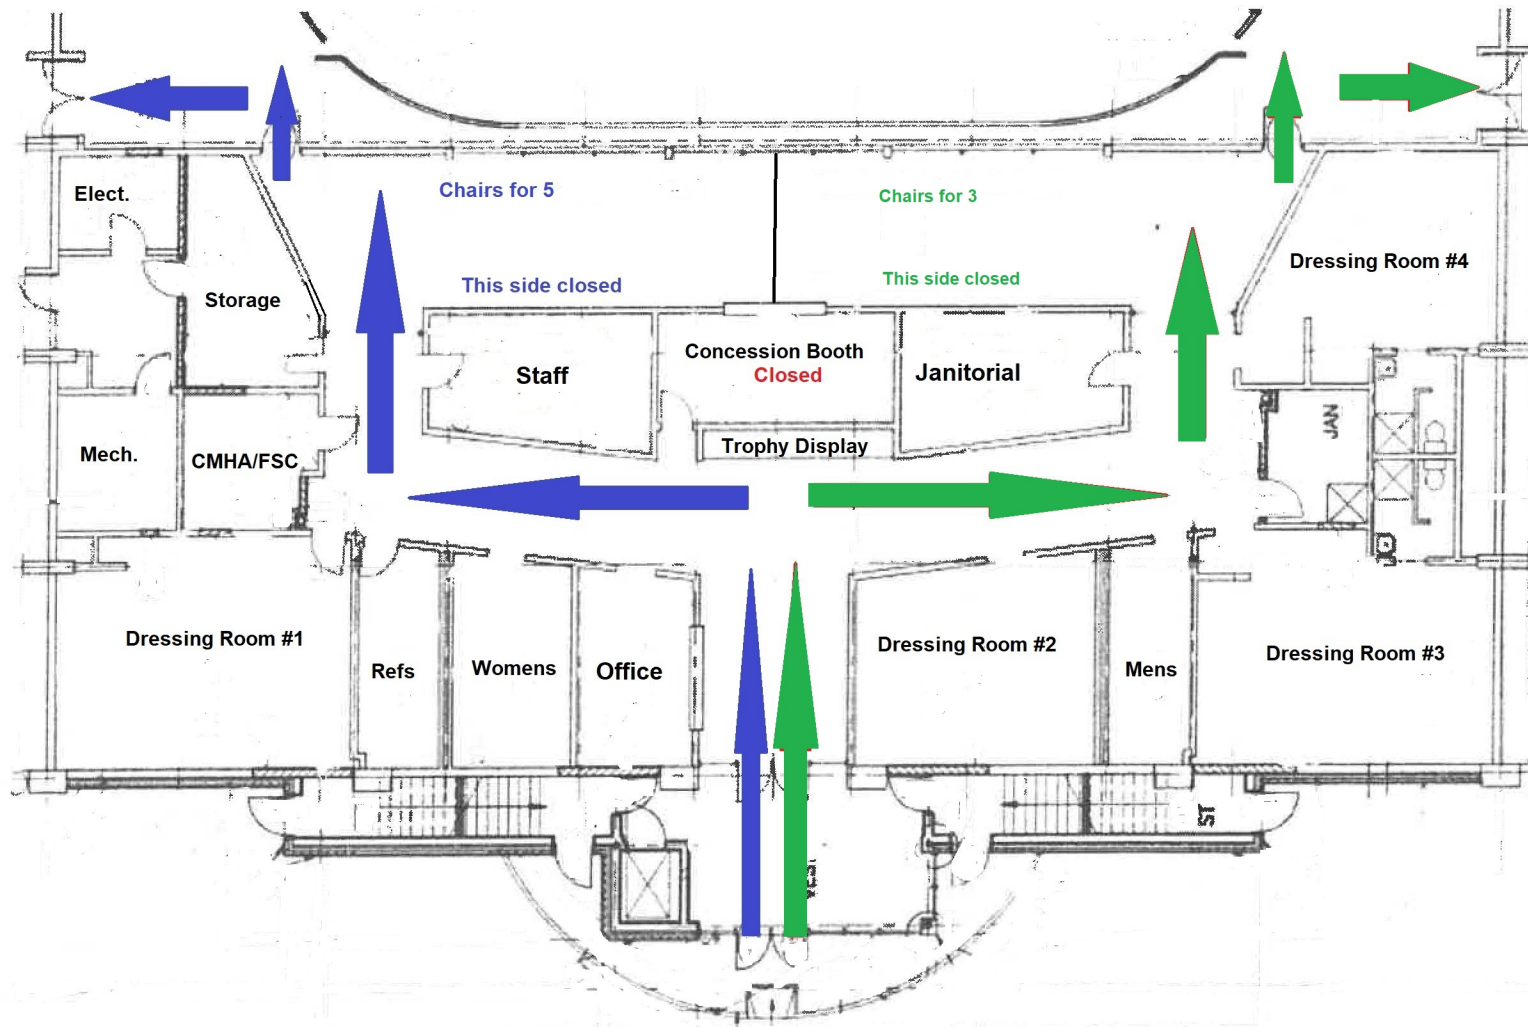 Elect.
Chairs for 5
Chairs for 3
Dressing Room #4
This side closed
This side closed
Storage
Staff
Concession Booth
Closed
Janitorial
JAN
Mech.
CMHA/FSC
Trophy Display
Dressing Room #1
Refs
Womens
Office
Dressing Room #2
Mens
Dressing Room #3
ST